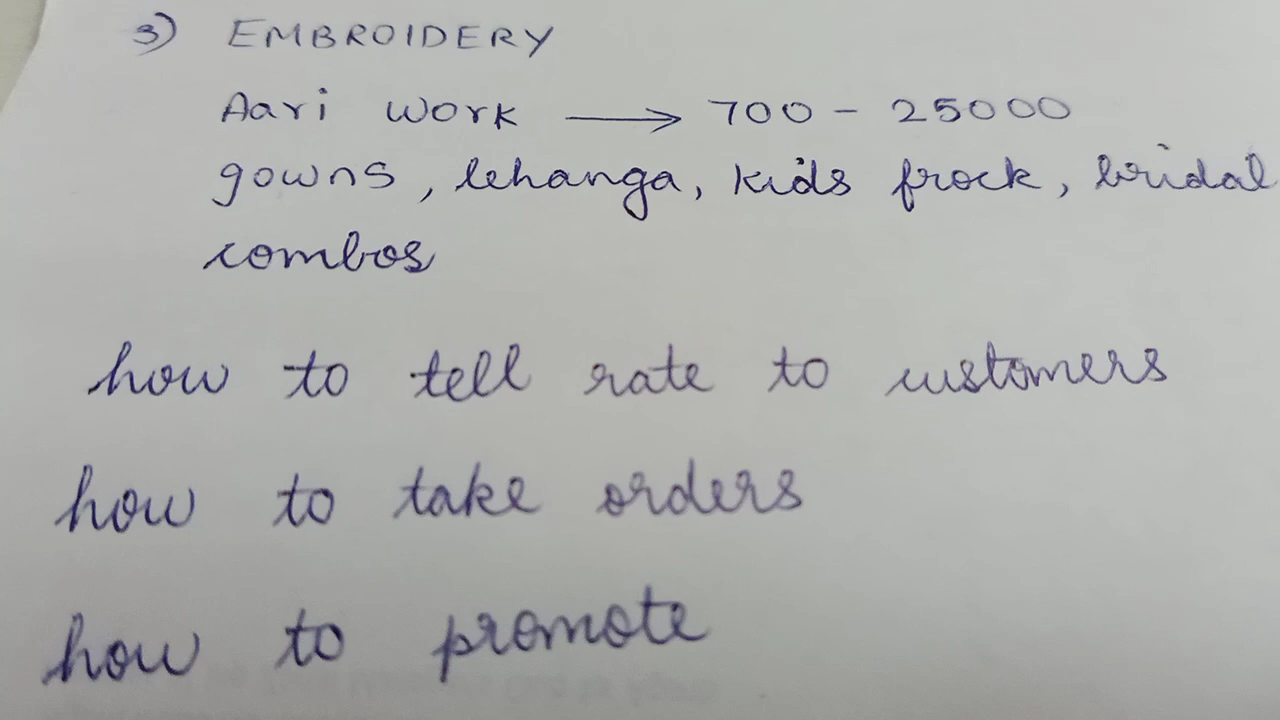 3) EMBROIDERY
Aari work → 700 - 25000
gowns, lehanga, kids frock, bridal
combos
how to tell rate to customers
how to take orders
how to promote